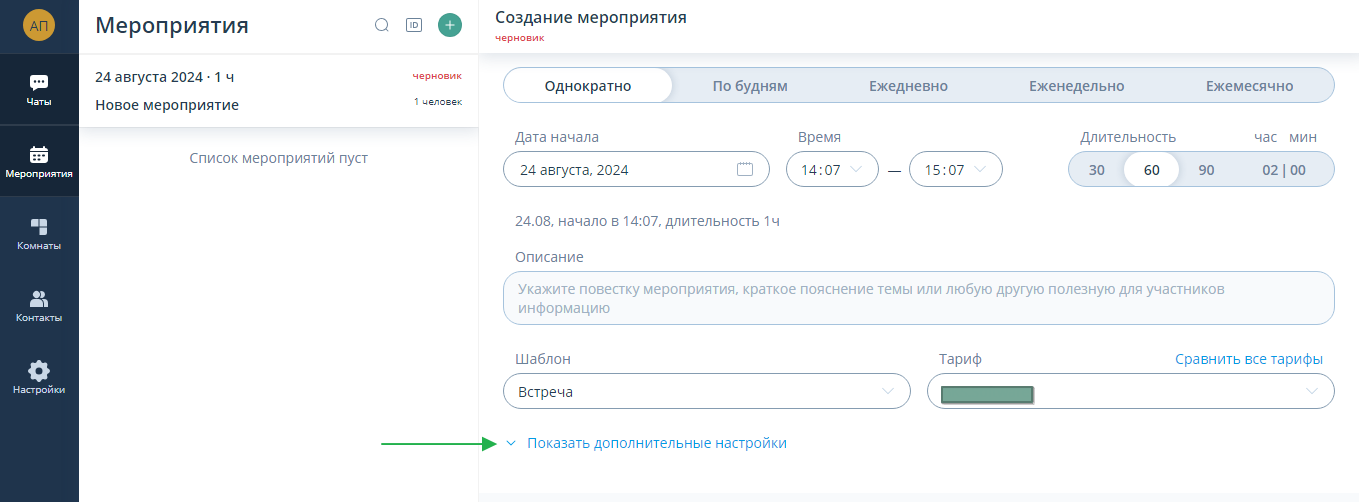 АП
Чаты
Мероприятия
Комнаты
Контакты
Настройки
Мероприятия
ID
24 августа 2024 · 1 ч
черновик
Новое мероприятие
1 человек
Список мероприятий пуст
Создание мероприятия
черновик
Однократно По будням Ежедневно Еженедельно Ежемесячно
Дата начала Время Длительность час мин
24 августа, 2024 14:07 — 15:07 30 60 90 02 | 00
24.08, начало в 14:07, длительность 1ч
Описание
Укажите повестку мероприятия, краткое пояснение темы или любую другую полезную для участников
информацию
Шаблон Тариф Сравнить все тарифы
Встреча
Показать дополнительные настройки